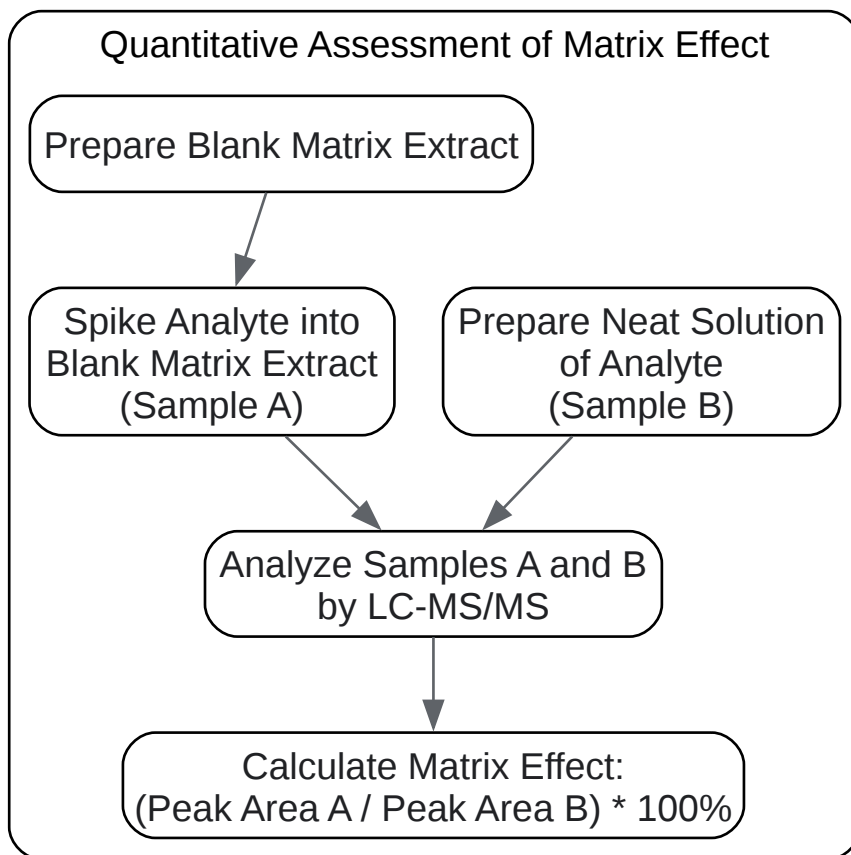 Quantitative Assessment of Matrix Effect
Prepare Blank Matrix Extract
Spike Analyte into
Blank Matrix Extract
(Sample A)
Prepare Neat Solution
of Analyte
(Sample B)
Analyze Samples A and B
by LC-MS/MS
Calculate Matrix Effect:
(Peak Area A / Peak Area B) * 100%